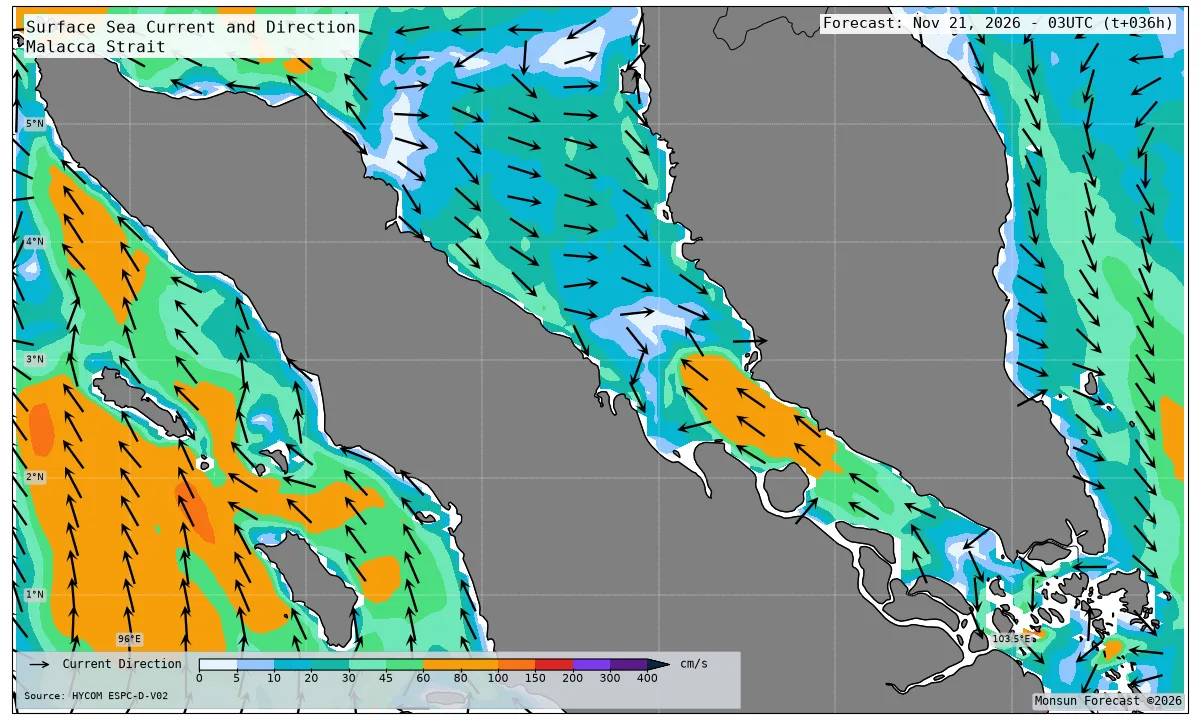 Surface Sea Current and Direction
Malacca Strait
Forecast: Nov 21, 2026 - 03UTC (t+036h)
5°N
4°N
3°N
2°N
1°N
96°E
103.5°E
Current Direction
0 5 10 20 30 45 60 80 100 150 200 300 400
cm/s
Source: HYCOM ESPC-D-V02
Monsun Forecast ©2026